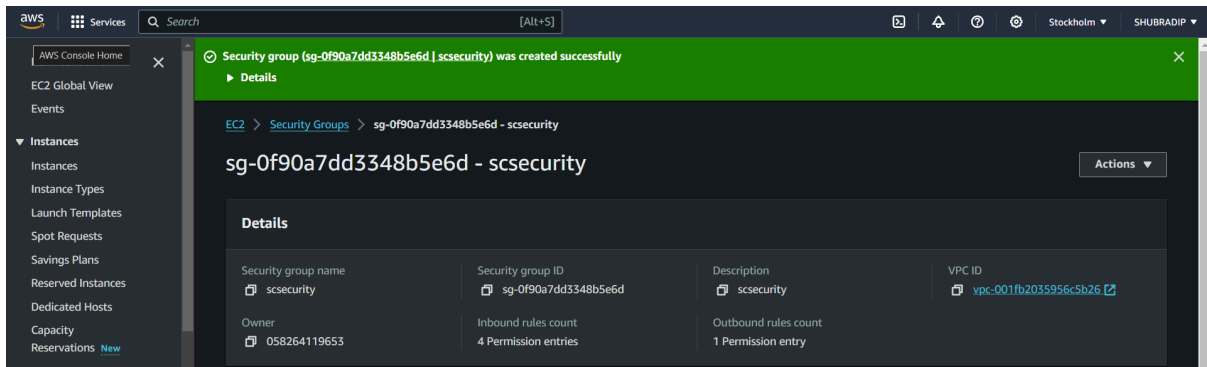 aws Services Search [Alt+S] Stockholm ▼ SHUBRADIP ▼
AWS Console Home
EC2 Global View
Events
▼ Instances
Instances
Instance Types
Launch Templates
Spot Requests
Savings Plans
Reserved Instances
Dedicated Hosts
Capacity
Reservations New
Security group (sg-0f90a7dd3348b5e6d | scsecurity) was created successfully
▶ Details
EC2 > Security Groups > sg-0f90a7dd3348b5e6d - scsecurity
sg-0f90a7dd3348b5e6d - scsecurity
Actions ▼
Details
Security group name
scsecurity
Security group ID
sg-0f90a7dd3348b5e6d
Description
scsecurity
VPC ID
vpc-001fb2035956c5b26
Owner
058264119653
Inbound rules count
4 Permission entries
Outbound rules count
1 Permission entry